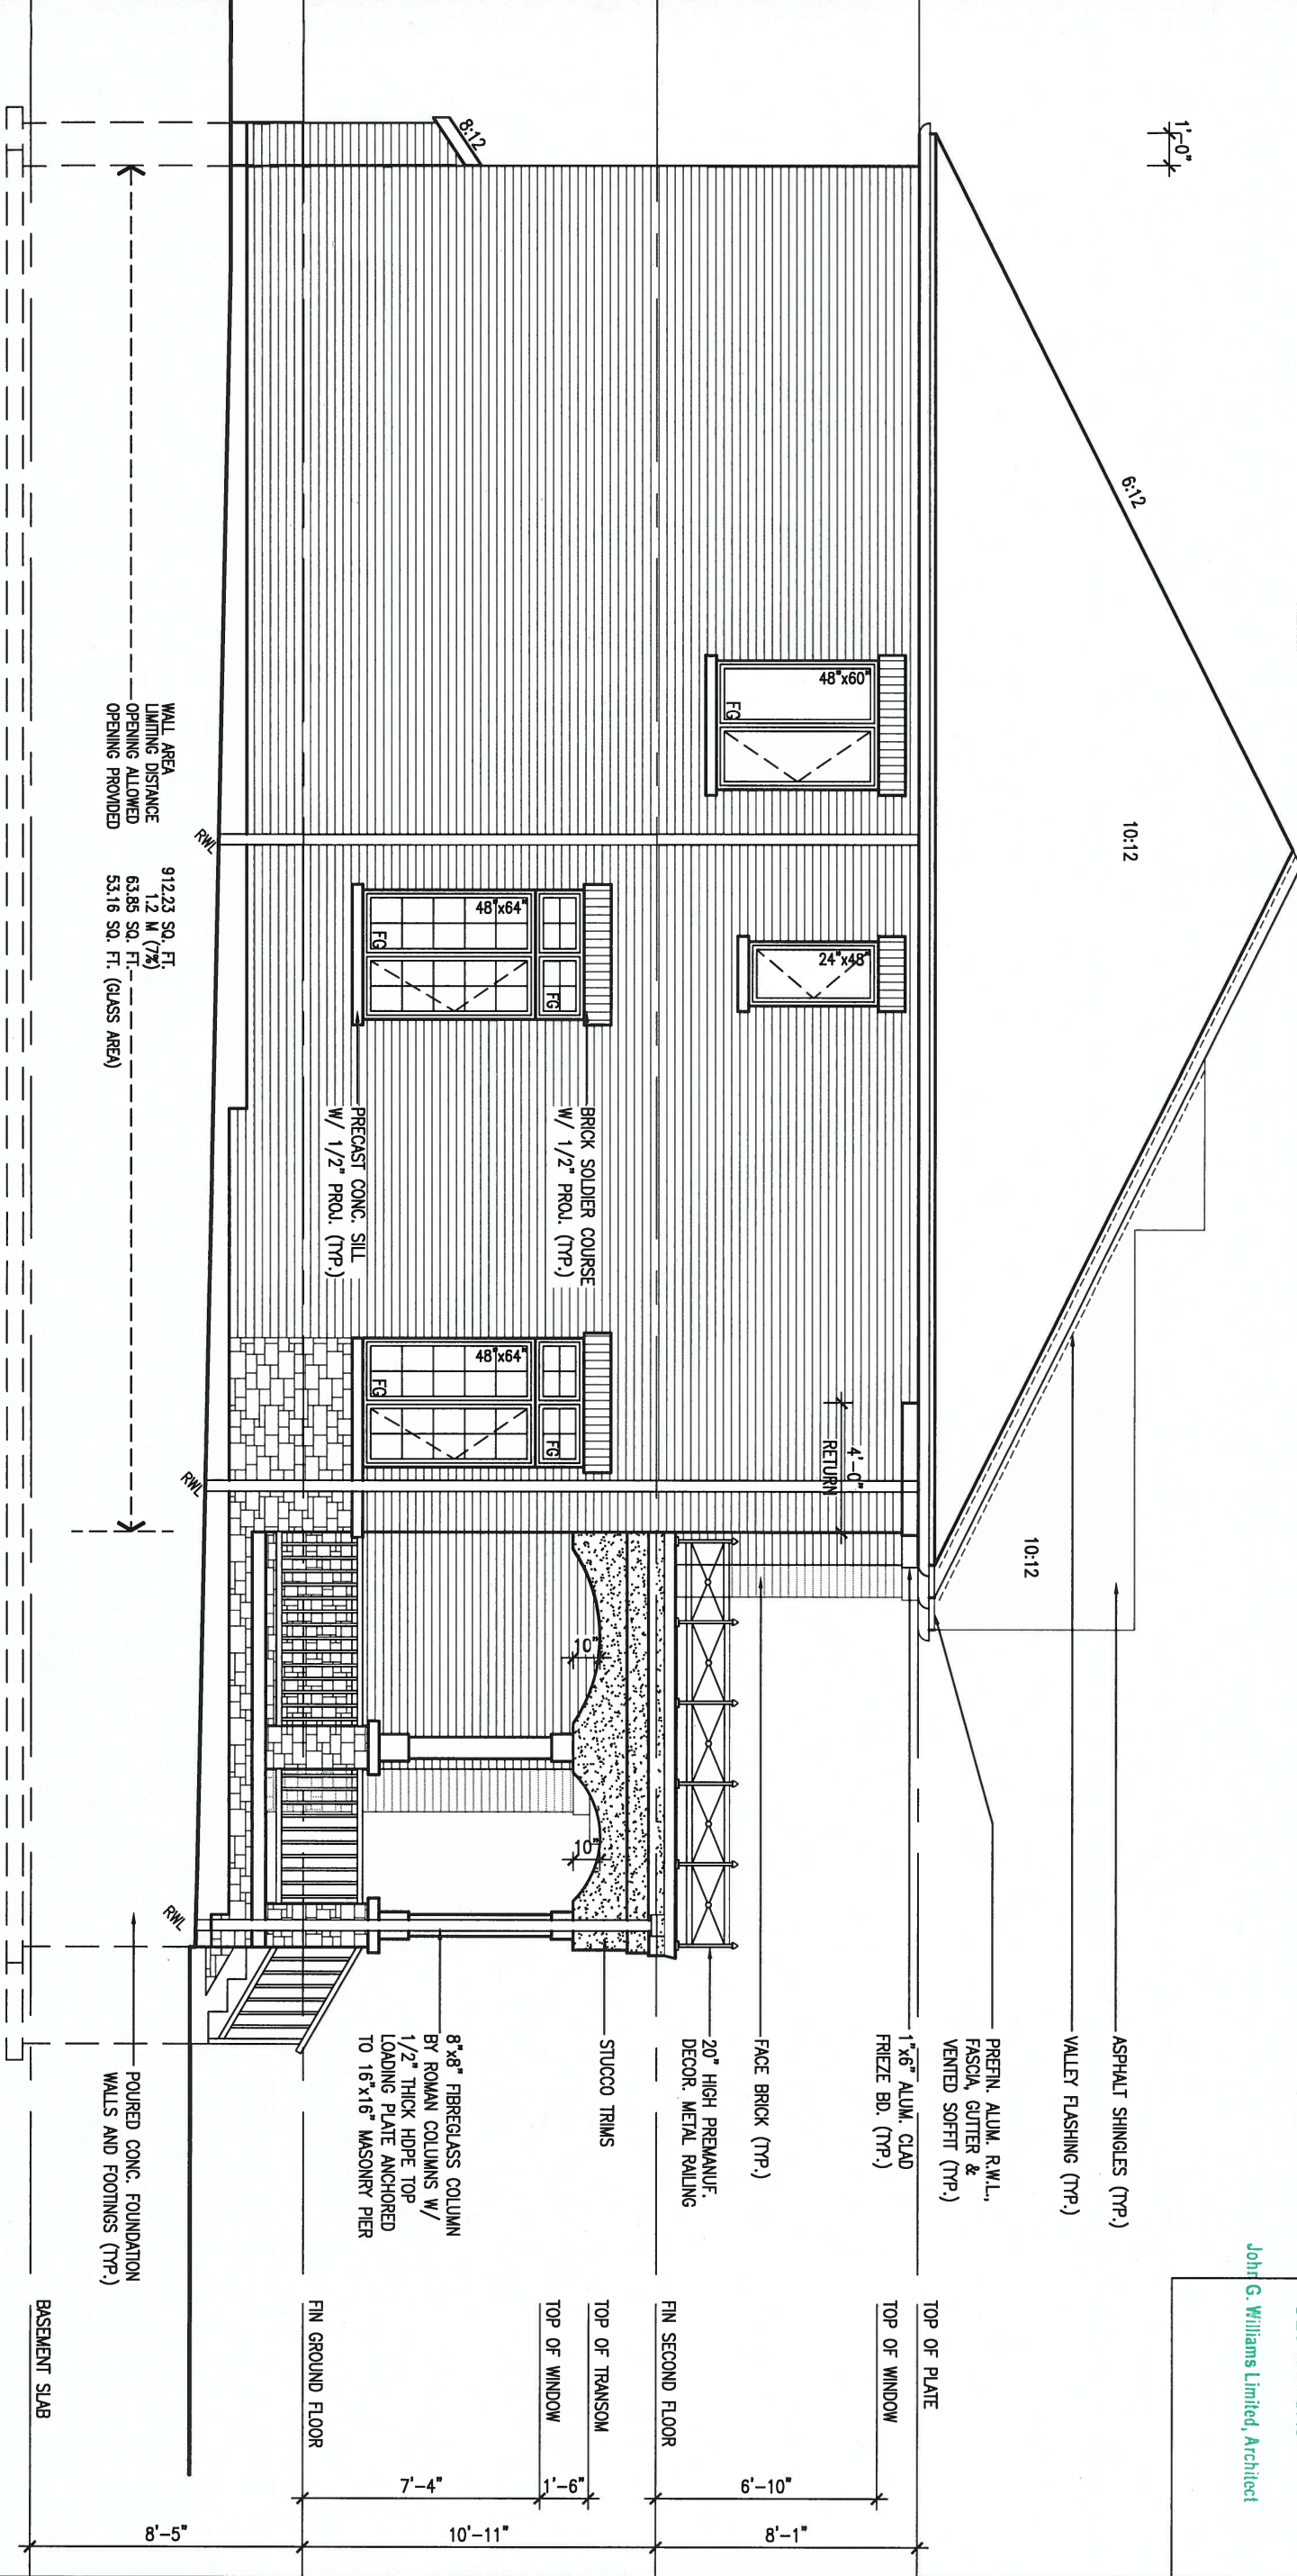 1'-0"
6:12
10:12
10:12
8:12
48"x60"
FG
24"x48"
48"x64"
FG
FG
48"x64"
FG
FG
4'-0"
RETURN
10"
10"
BRICK SOLDIER COURSE
W/ 1/2" PROJ. (TYP.)
PRECAST CONC. SILL
W/ 1/2" PROJ. (TYP.)
RWL
RWL
RWL
WALL AREA 912.23 SQ. FT.
LIMITING DISTANCE 1.2 M (7%)
OPENING ALLOWED 63.85 SQ. FT.
OPENING PROVIDED 53.16 SQ. FT. (GLASS AREA)
ASPHALT SHINGLES (TYP.)
VALLEY FLASHING (TYP.)
PREFIN. ALUM. R.W.L.,
FASCIA, GUTTER &
VENTED SOFFIT (TYP.)
1"x6" ALUM. CLAD
FRIEZE BD. (TYP.)
FACE BRICK (TYP.)
20" HIGH PREMANUF.
DECOR. METAL RAILING
STUCCO TRIMS
8"x8" FIBREGLASS COLUMN
BY ROMAN COLUMNS W/
1/2" THICK HDPE TOP
LOADING PLATE ANCHORED
TO 16"x16" MASONRY PIER
POURED CONC. FOUNDATION
WALLS AND FOOTINGS (TYP.)
John G. Williams Limited, Architect
TOP OF PLATE
TOP OF WINDOW
FIN SECOND FLOOR
TOP OF TRANSOM
TOP OF WINDOW
FIN GROUND FLOOR
BASEMENT SLAB
6'-10"
1'-6"
7'-4"
8'-1"
10'-11"
8'-5"